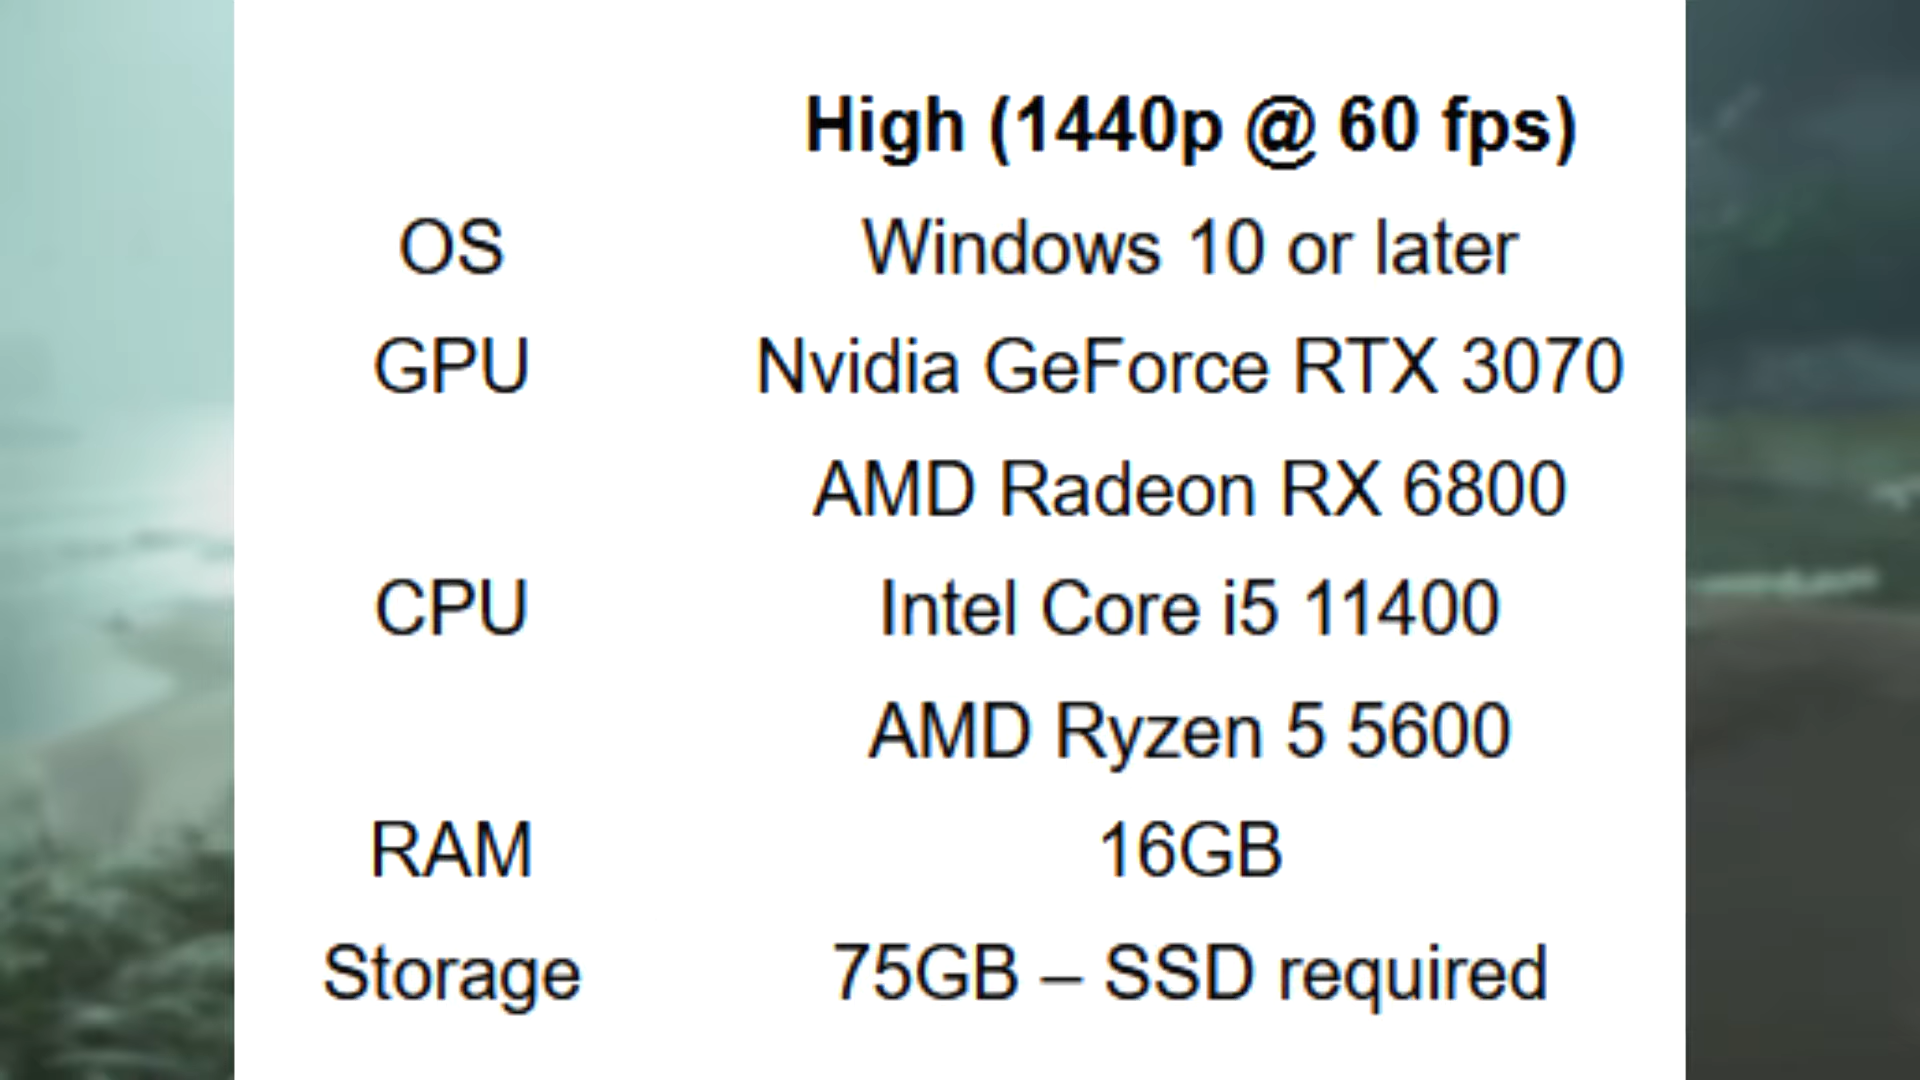 High (1440p @ 60 fps)
OS Windows 10 or later
GPU Nvidia GeForce RTX 3070
AMD Radeon RX 6800
CPU Intel Core i5 11400
AMD Ryzen 5 5600
RAM 16GB
Storage 75GB – SSD required